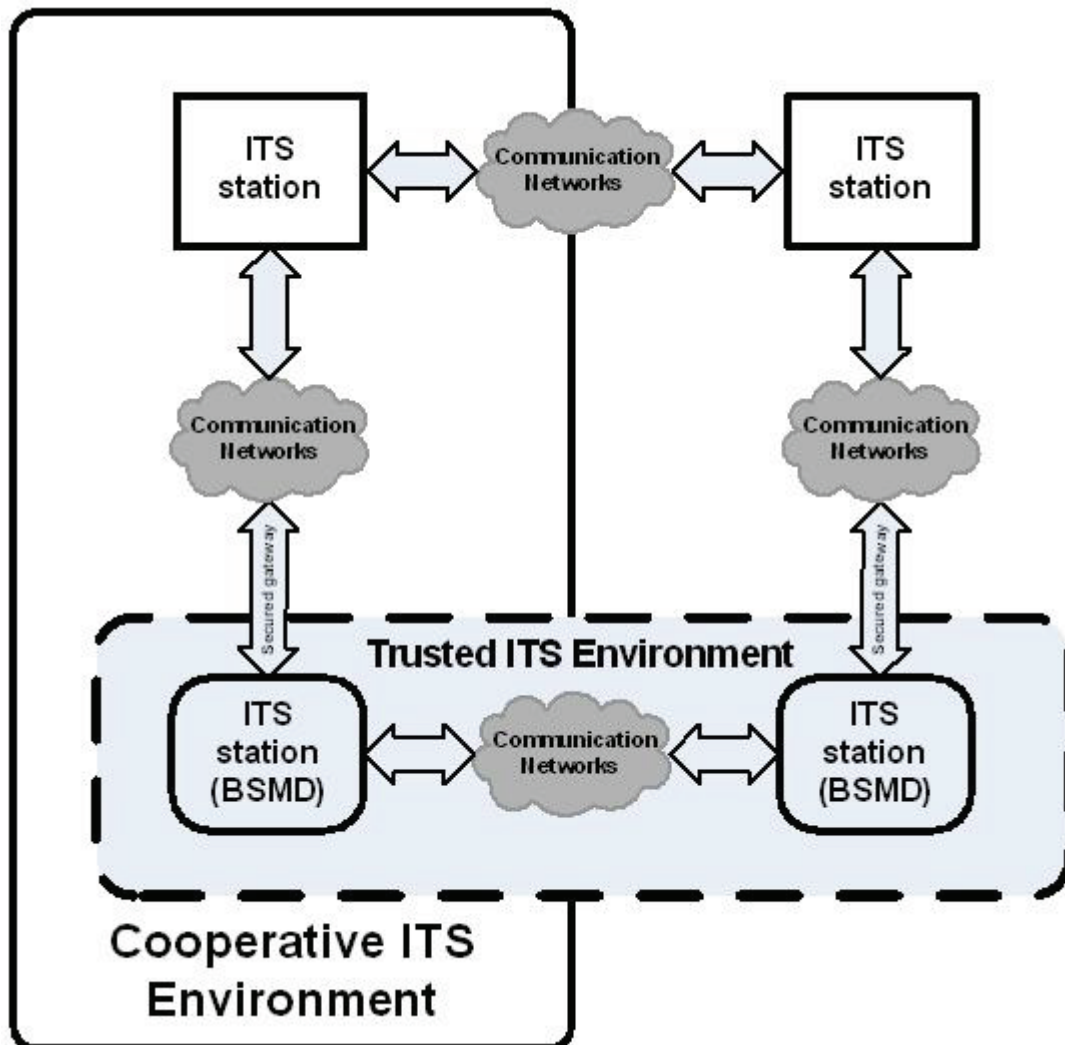 ITS
station
Communication
Networks
ITS
station
Communication
Networks
Communication
Networks
Secured gateway
Secured gateway
Trusted ITS Environment
ITS
station
(BSMD)
Communication
Networks
ITS
station
(BSMD)
Cooperative ITS
Environment